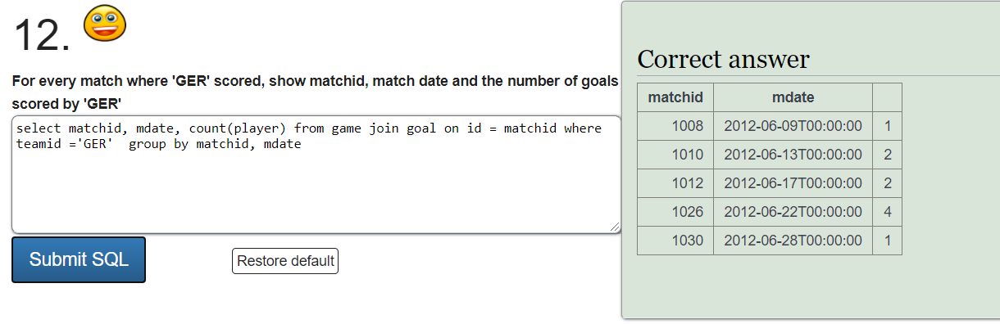 12.
For every match where 'GER' scored, show matchid, match date and the number of goals
scored by 'GER'
select matchid, mdate, count(player) from game join goal on id = matchid where
teamid ='GER'  group by matchid, mdate
Submit SQL
Restore default
Correct answer
matchid mdate
1008 2012-06-09T00:00:00 1
1010 2012-06-13T00:00:00 2
1012 2012-06-17T00:00:00 2
1026 2012-06-22T00:00:00 4
1030 2012-06-28T00:00:00 1